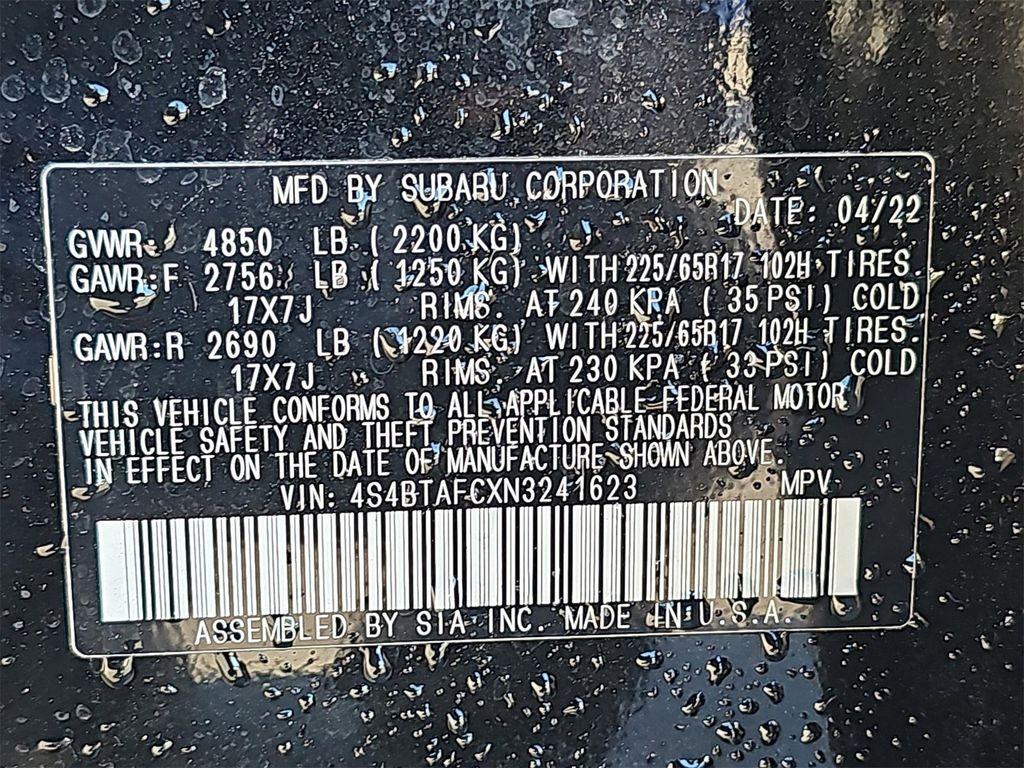 MFD BY SUBARU CORPORATION
DATE: 04/22
GVWR: 4850 LB ( 2200 KG)
GAWR:F 2756 LB ( 1250 KG) WITH 225/65R17 102H TIRES.
17X7J RIMS. AT 240 KPA ( 35 PSI) COLD
GAWR:R 2690 LB ( 1220 KG) WITH 225/65R17 102H TIRES.
17X7J RIMS. AT 230 KPA ( 33 PSI) COLD
THIS VEHICLE CONFORMS TO ALL APPLICABLE FEDERAL MOTOR
VEHICLE SAFETY AND THEFT PREVENTION STANDARDS
IN EFFECT ON THE DATE OF MANUFACTURE SHOWN ABOVE.
VIN: 4S4BTAFCXN3241623 MPV
ASSEMBLED BY SIA INC. MADE IN U.S.A.